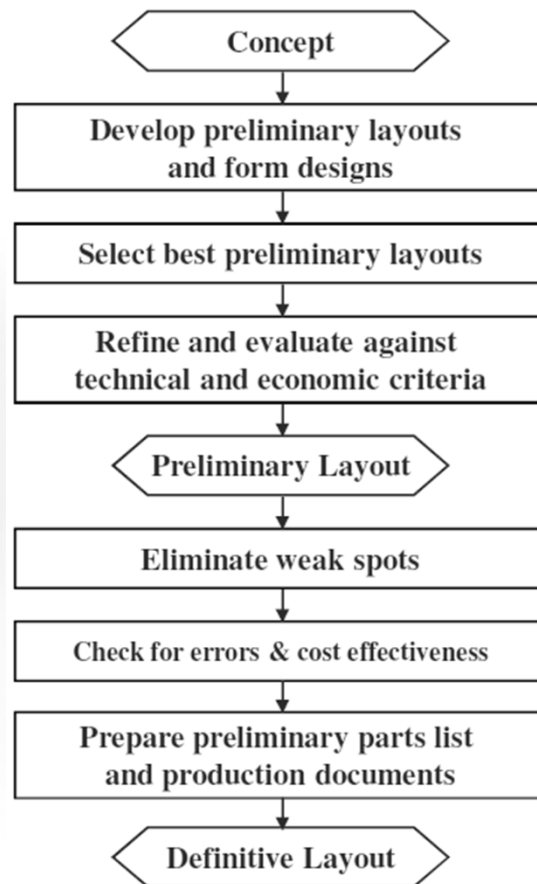 Concept
Develop preliminary layouts
and form designs
Select best preliminary layouts
Refine and evaluate against
technical and economic criteria
Preliminary Layout
Eliminate weak spots
Check for errors & cost effectiveness
Prepare preliminary parts list
and production documents
Definitive Layout